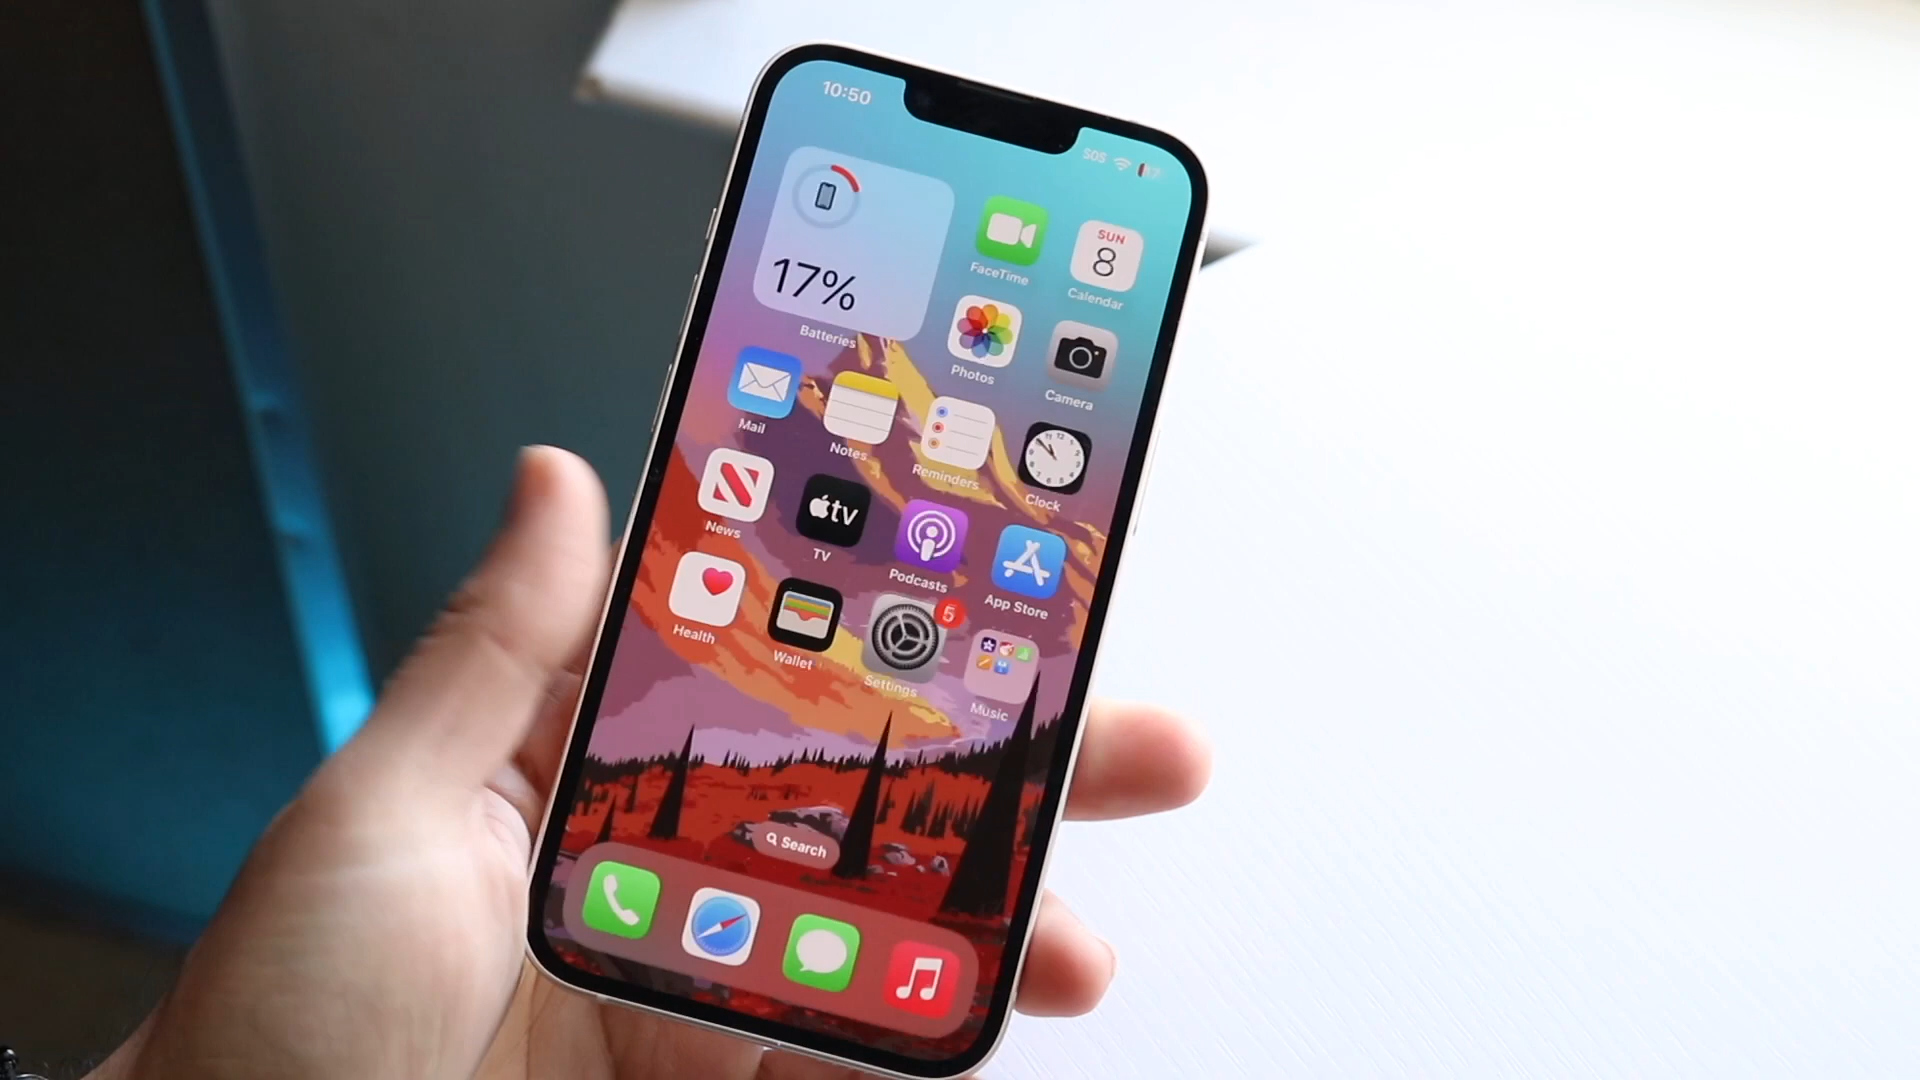 10:50
SOS
17
17%
Batteries
FaceTime
SUN
8
Calendar
Photos
Camera
Mail
Notes
Reminders
Clock
News
tv
TV
Podcasts
App Store
Health
Wallet
5
Settings
Music
Search